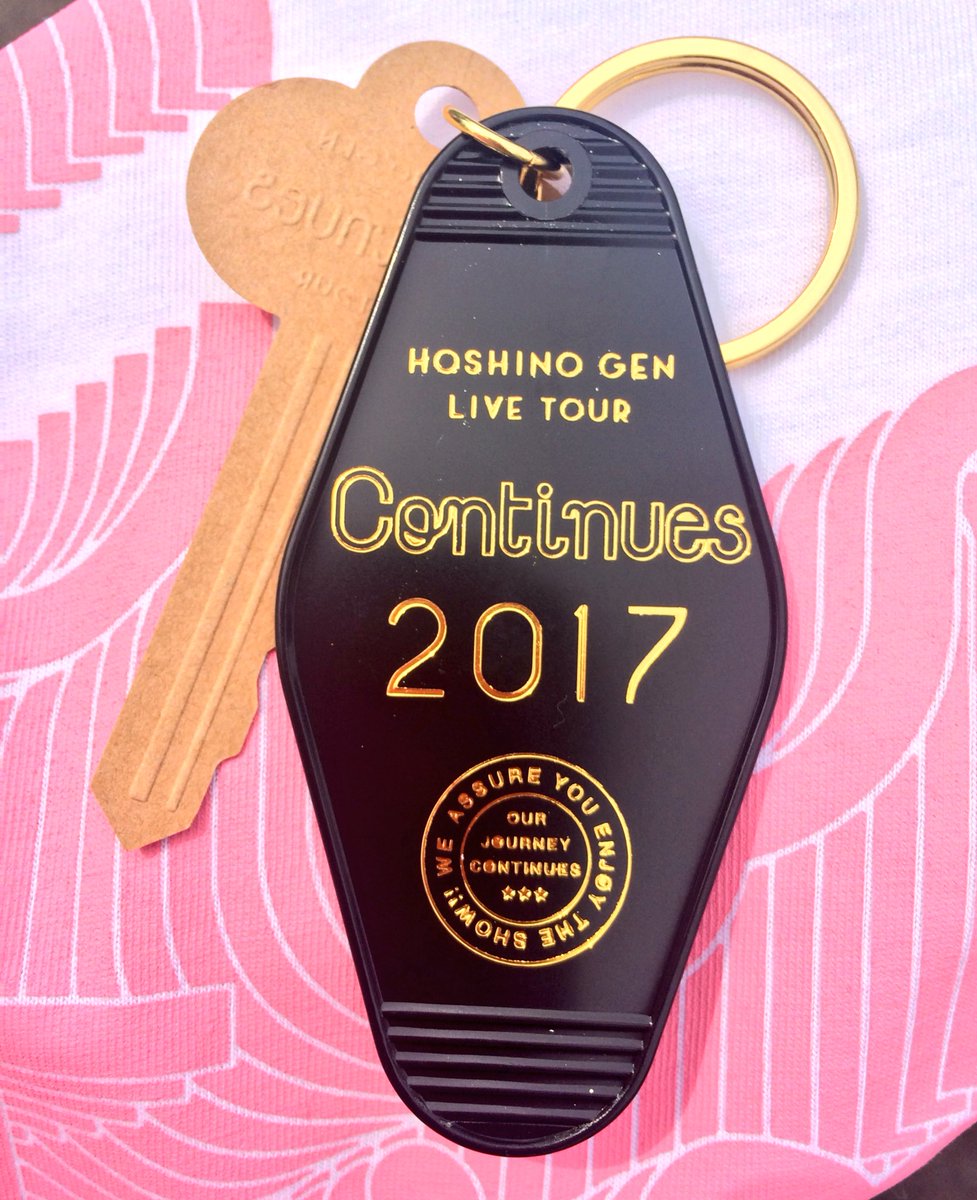 HOSHINO GEN
LIVE TOUR
Continues
2017
WE ASSURE YOU ENJOY THE SHOW!!
OUR
JOURNEY
CONTINUES